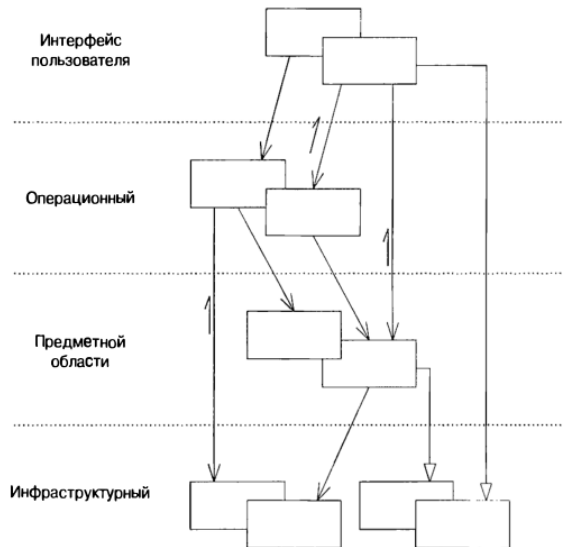 Интерфейс
пользователя
Операционный
Предметной
области
Инфраструктурный